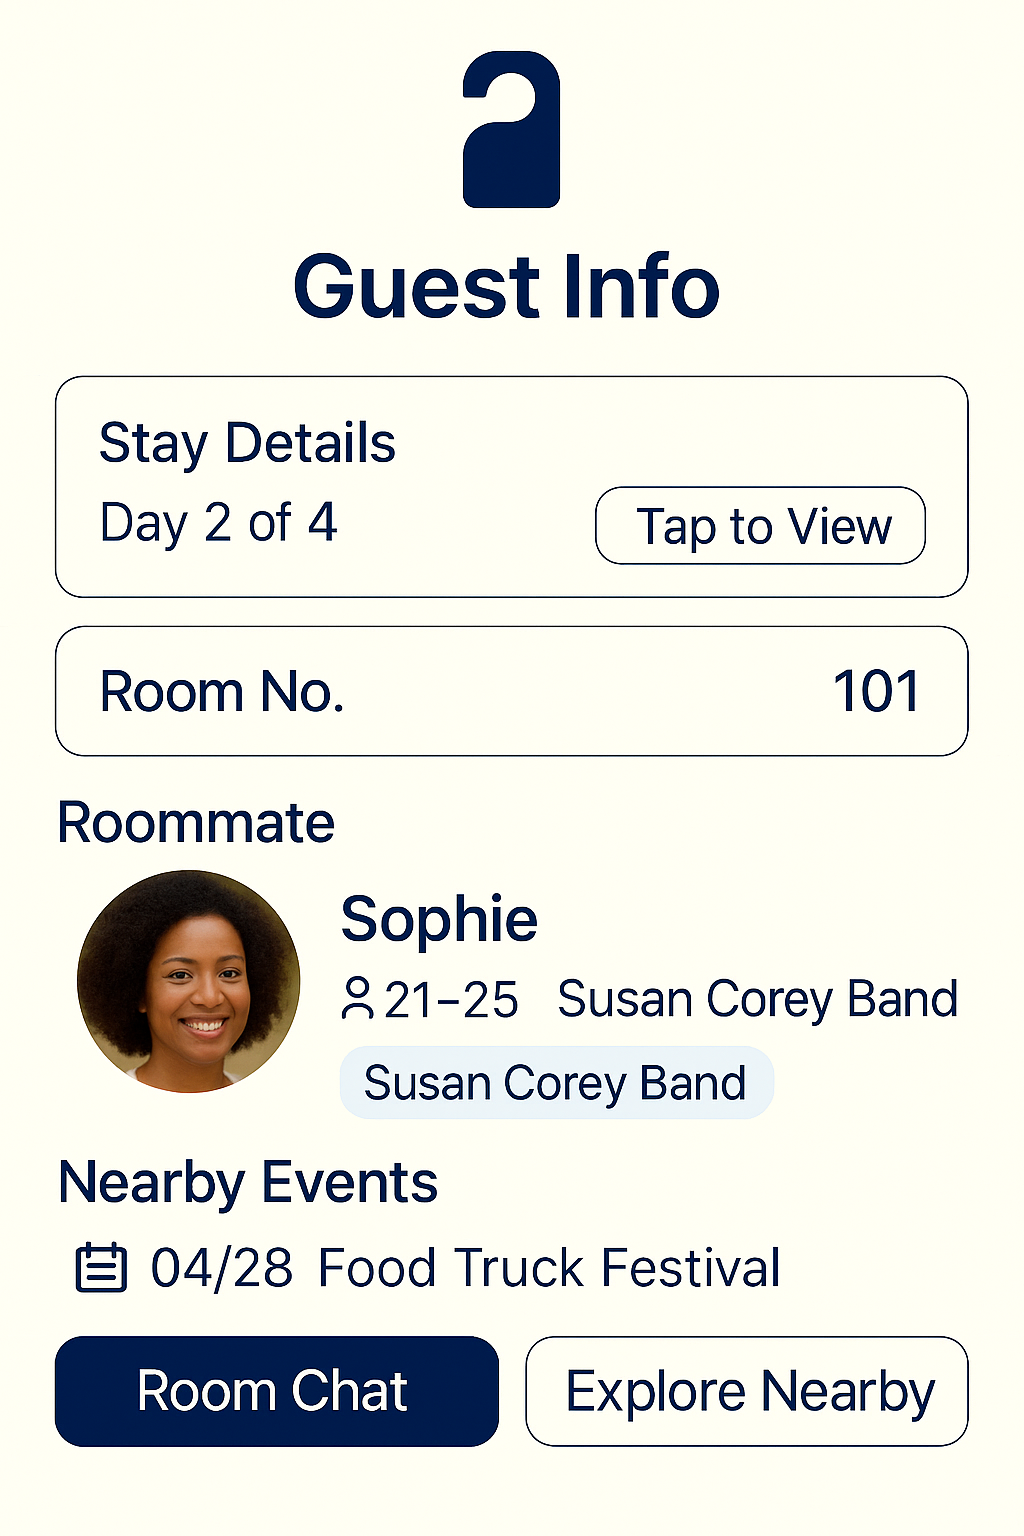 Guest Info
Stay Details
Day 2 of 4
Tap to View
Room No.
101
Roommate
Sophie
21–25 Susan Corey Band
Susan Corey Band
Nearby Events
04/28 Food Truck Festival
Room Chat
Explore Nearby